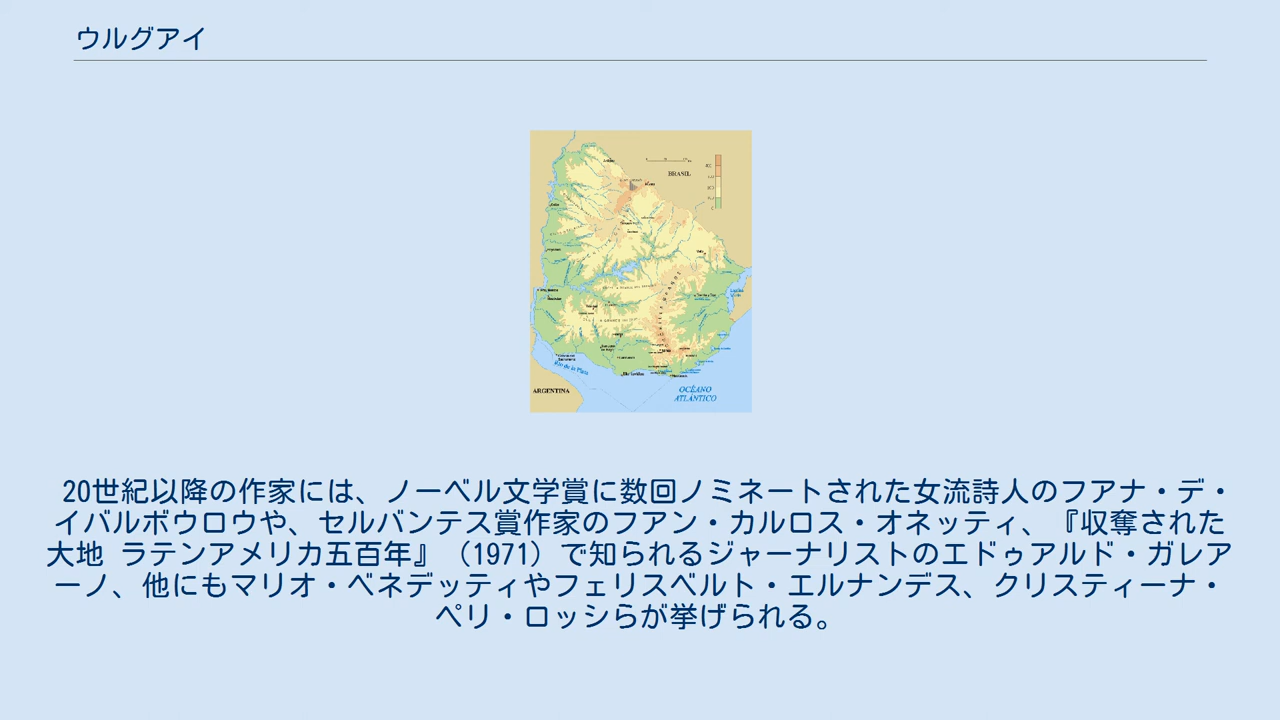 ウルグアイ
BRASIL
ARGENTINA
Río de la Plata
OCÉANO
ATLÁNTICO
20世紀以降の作家には、ノーベル文学賞に数回ノミネートされた女流詩人のフアナ・デ・
イバルボウロウや、セルバンテス賞作家のフアン・カルロス・オネッティ、『収奪された
大地 ラテンアメリカ五百年』（1971）で知られるジャーナリストのエドゥアルド・ガレア
ーノ、他にもマリオ・ベネデッティやフェリスベルト・エルナンデス、クリスティーナ・
ペリ・ロッシらが挙げられる。